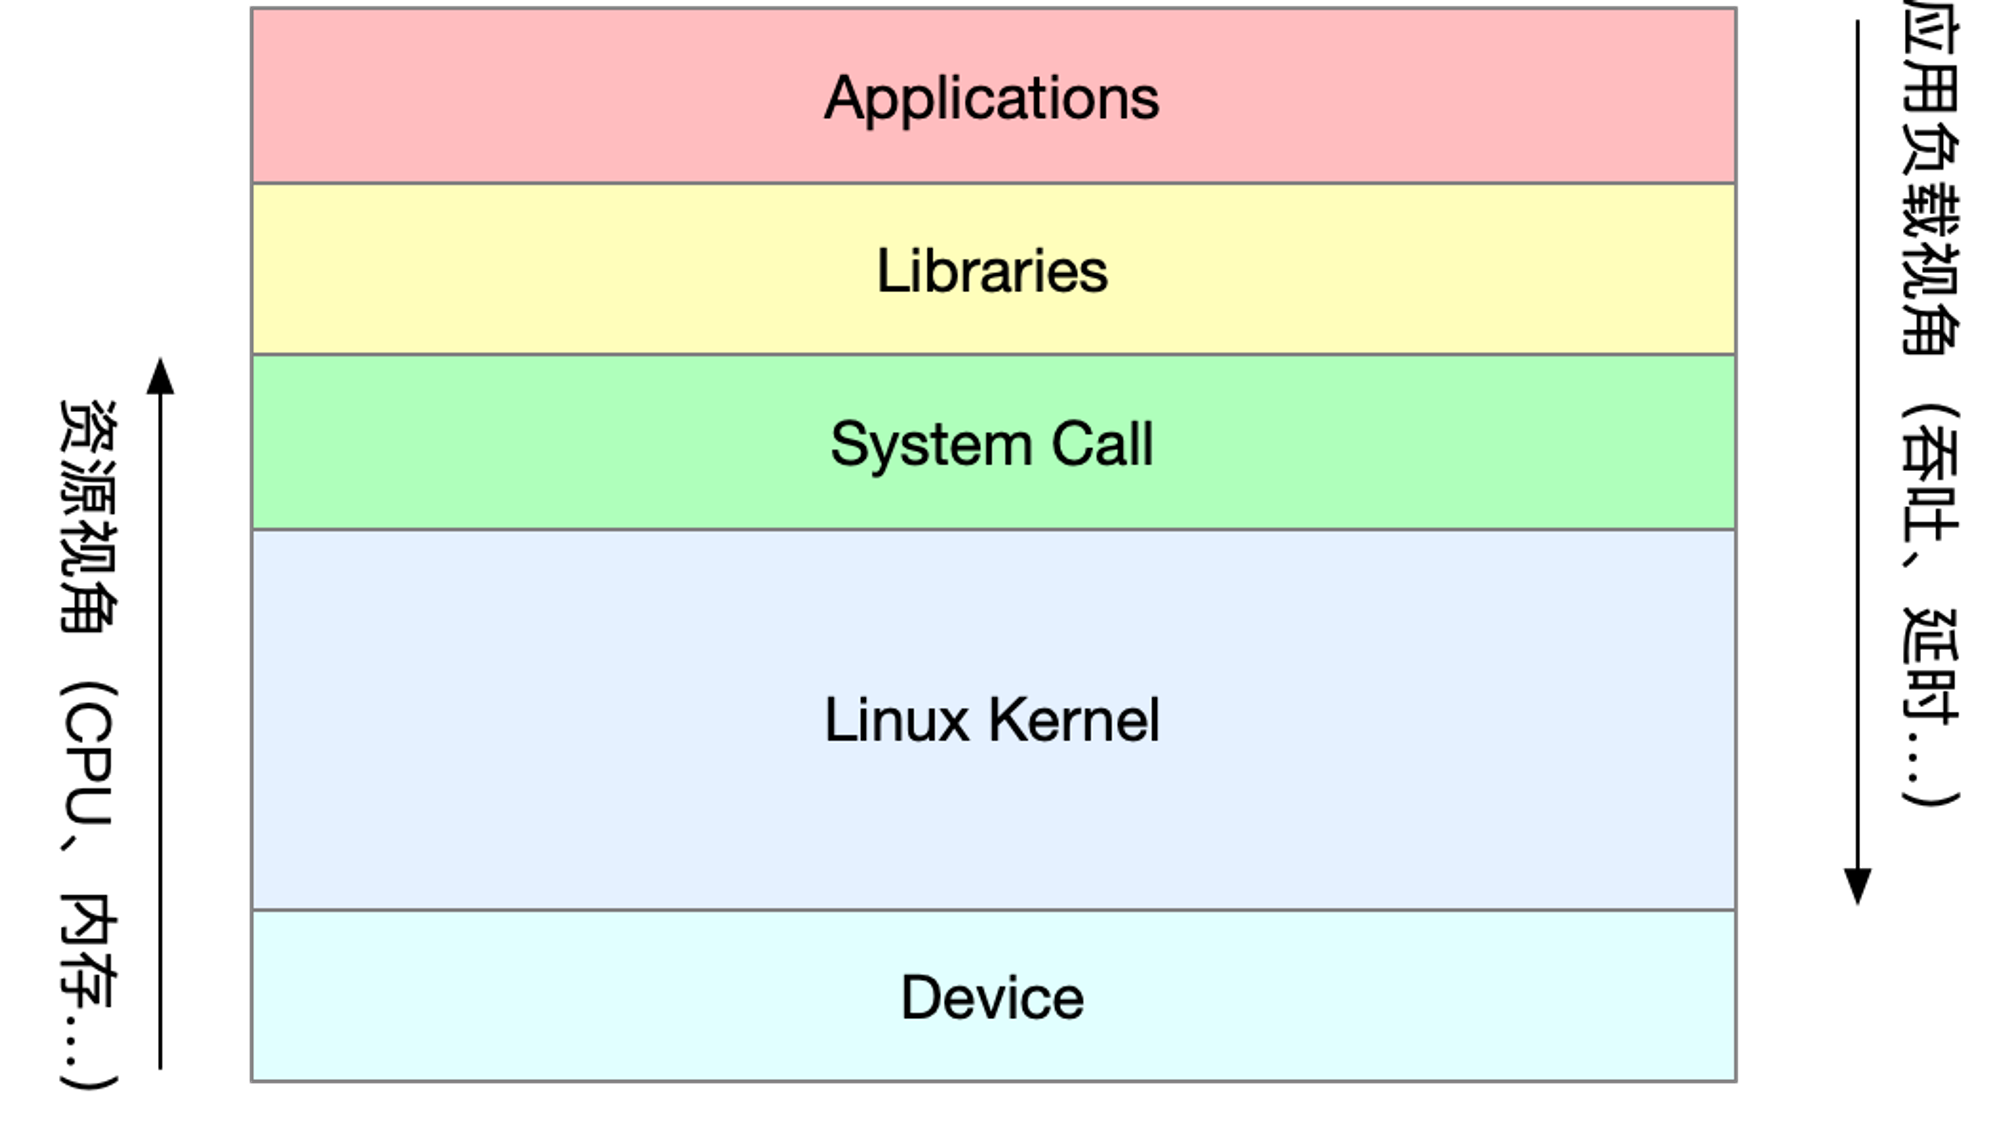 Applications
Libraries
System Call
Linux Kernel
Device
资源视角（CPU、内存...）
应用负载视角（吞吐、延时...）